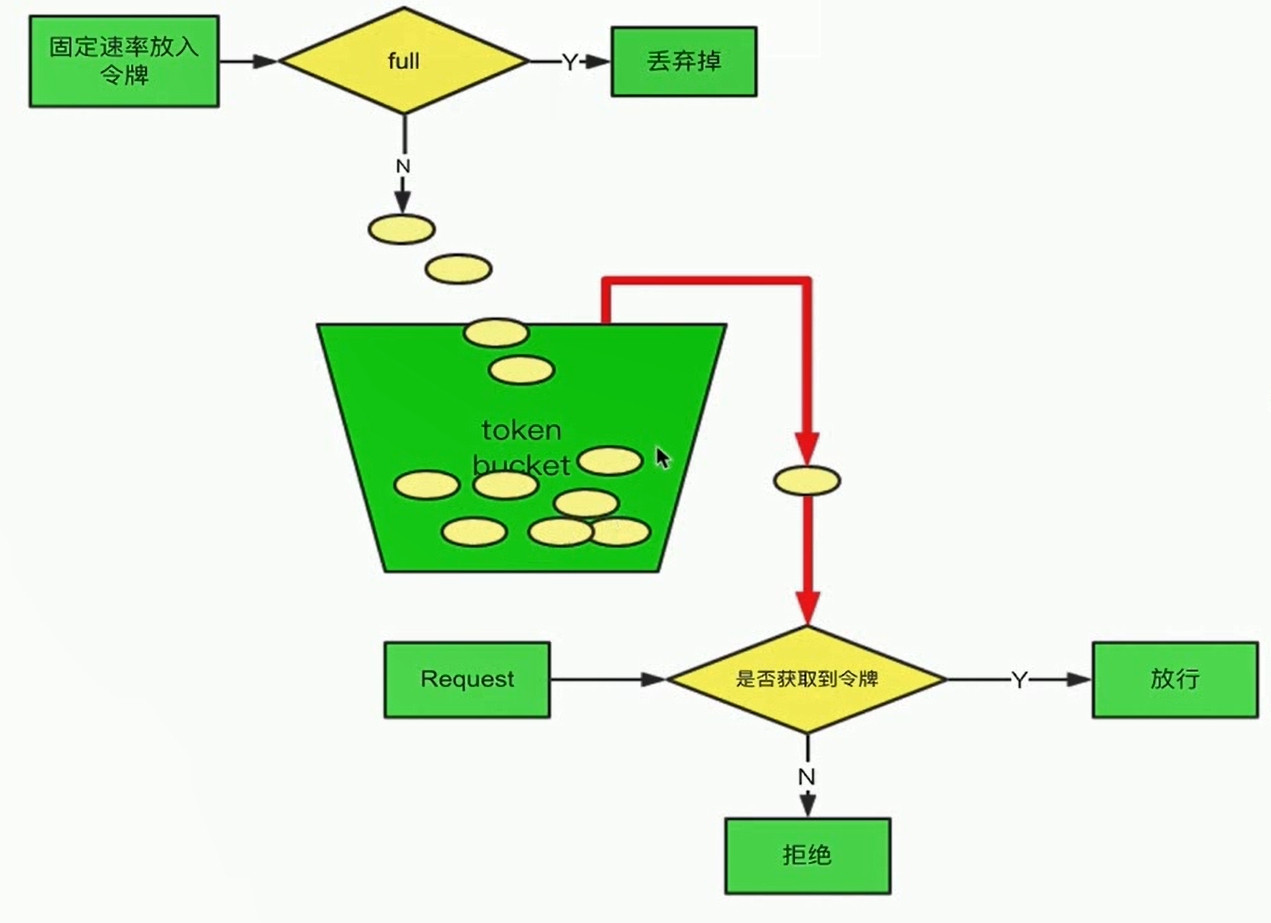 固定速率放入
令牌
full
Y
丢弃掉
N
token
bucket
Request
是否获取到令牌
Y
放行
N
拒绝